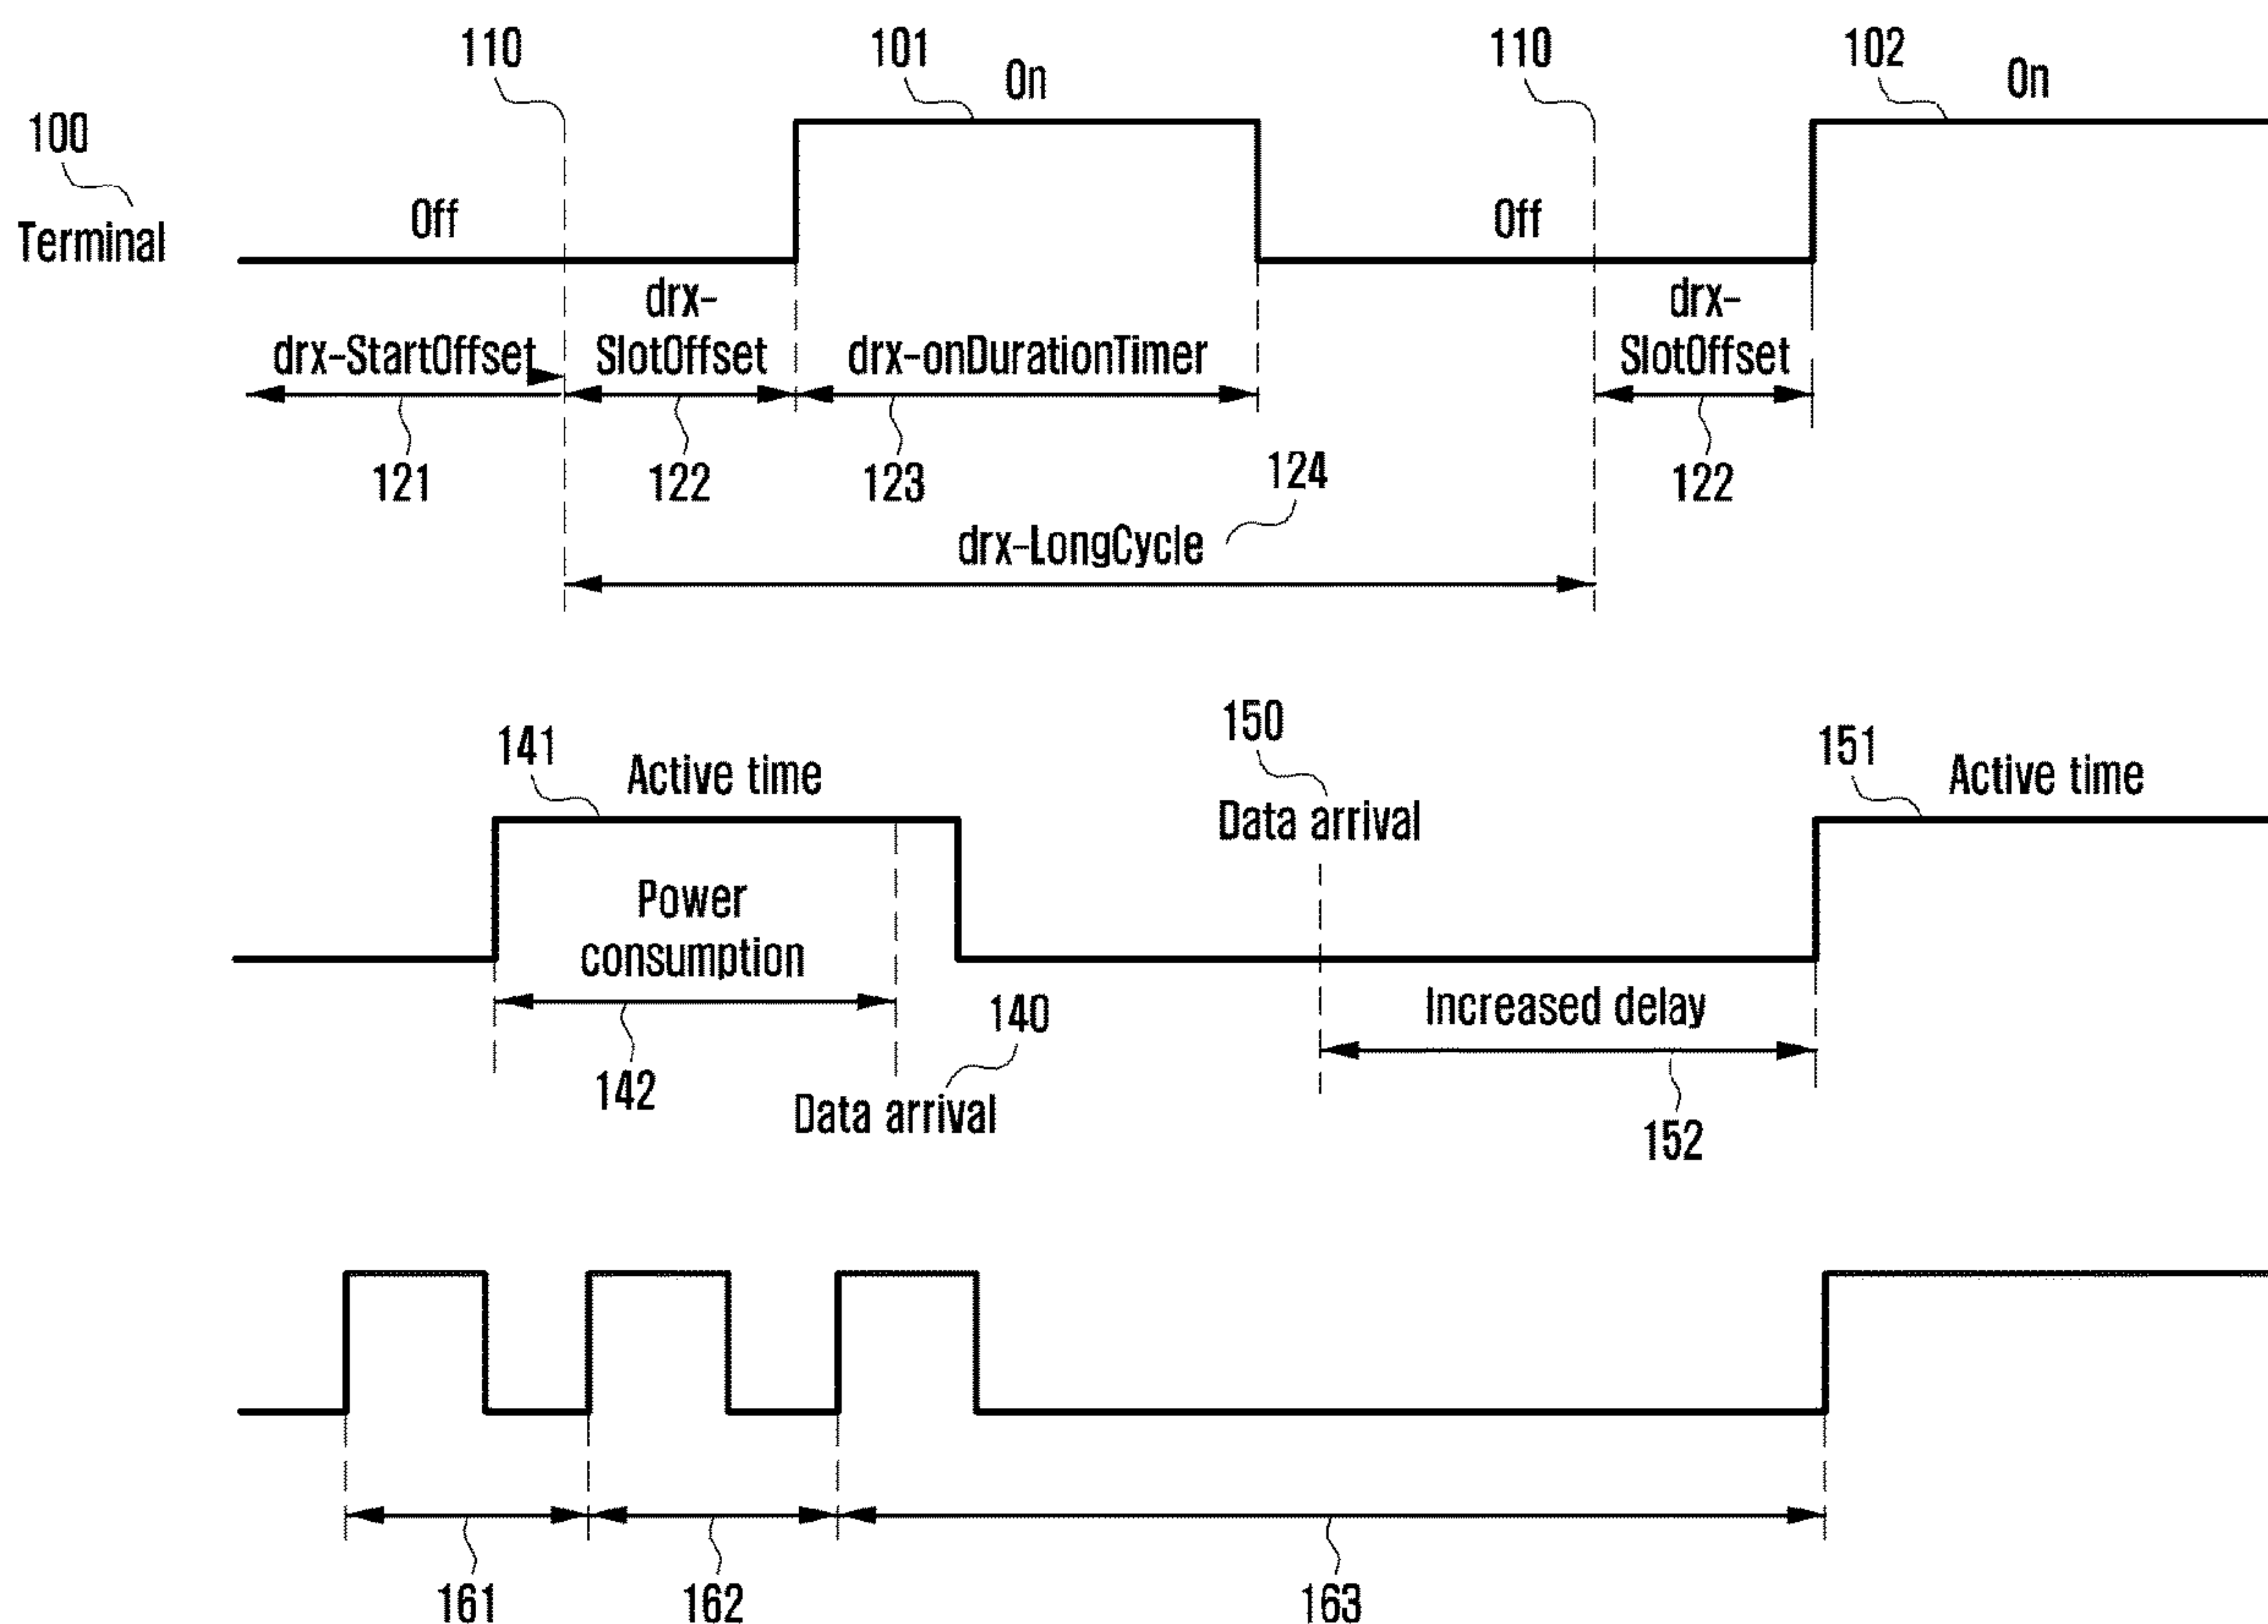 110
101
On
110
102
On
100
Terminal
Off
Off
drx-StartOffset
drx-
SlotOffset
drx-onDurationTimer
drx-
SlotOffset
121
122
123
124
122
drx-LongCycle
141
Active time
150
Data arrival
151
Active time
Power
consumption
142
140
Data arrival
Increased delay
152
161
162
163